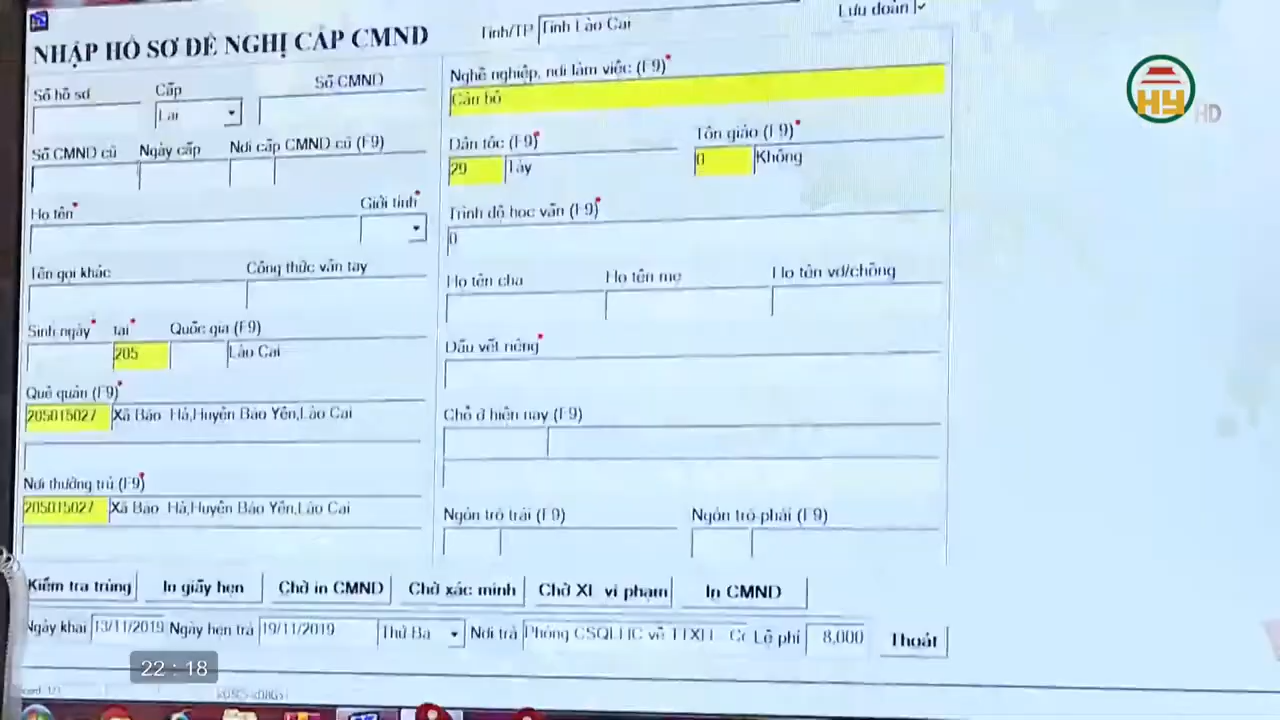 NHẬP HỒ SƠ ĐỀ NGHỊ CẤP CMND
Tỉnh/TP Tỉnh Lào Cai
Lưu đoản
Số hồ sơ
Cấp
Lại
Số CMND
Số CMND cũ
Ngày cấp
Nơi cấp CMND cũ (F9)
Họ tên*
Giới tính*
Tên gọi khác
Công thức vân tay
Sinh ngày*
tại*
Quốc gia (F9)
205
Lào Cai
Quê quán (F9)*
205015027 Xã Bảo Hà,Huyện Bảo Yên,Lào Cai
Nơi thường trú (F9)*
205015027 Xã Bảo Hà,Huyện Bảo Yên,Lào Cai
Nghề nghiệp, nơi làm việc: (F9)*
Cán bộ
Dân tộc (F9)*
29 Tày
Tôn giáo (F9)*
0 Không
Trình độ học vấn (F9)*
0
Họ tên cha
Họ tên mẹ
Họ tên vợ/chồng
Dấu vết riêng*
Chỗ ở hiện nay (F9)
Ngón trỏ trái (F9)
Ngón trỏ phải (F9)
Kiểm tra trùng
In giấy hẹn
Chờ in CMND
Chờ xác minh
Chờ XL vi phạm
In CMND
Ngày khai 13/11/2019 Ngày hẹn trả 19/11/2019 Thứ Ba Nơi trả Phòng CSQLHC về TTXH Lệ phí 8,000 Thoát
22 : 18
HY HD